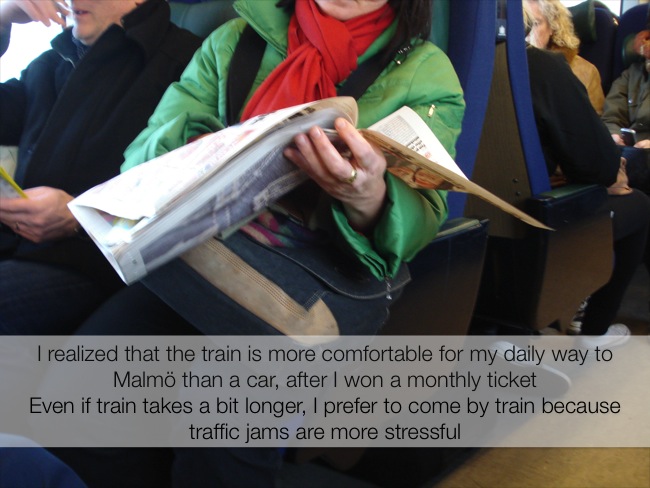 I realized that the train is more comfortable for my daily way to
Malmö than a car, after I won a monthly ticket
Even if train takes a bit longer, I prefer to come by train because
traffic jams are more stressful